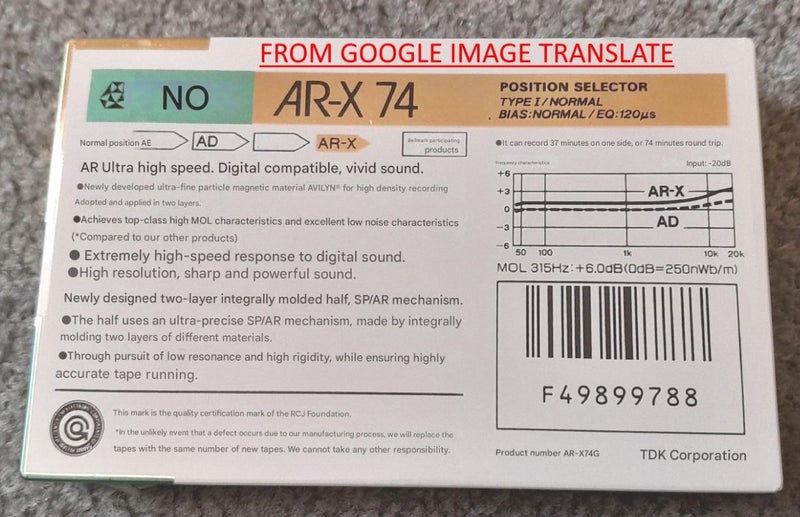 FROM GOOGLE IMAGE TRANSLATE
NO AR-X 74
POSITION SELECTOR
TYPE I/NORMAL
BIAS:NORMAL/EQ:120μs
Normal position AE AD AR-X
Bellmark participating
products
●It can record 37 minutes on one side, or 74 minutes round trip.
AR Ultra high speed. Digital compatible, vivid sound.
●Newly developed ultra-fine particle magnetic material AVILYN® for high density recording
Adopted and applied in two layers.
●Achieves top-class high MOL characteristics and excellent low noise characteristics
(*Compared to our other products)
● Extremely high-speed response to digital sound.
●High resolution, sharp and powerful sound.
Newly designed two-layer integrally molded half, SP/AR mechanism.
●The half uses an ultra-precise SP/AR mechanism, made by integrally
molding two layers of different materials.
●Through pursuit of low resonance and high rigidity, while ensuring highly
accurate tape running.
This mark is the quality certification mark of the RCJ Foundation.
*In the unlikely event that a defect occurs due to our manufacturing process, we will replace the
tapes with the same number of new tapes. We cannot take any other responsibility.
Frequency characteristics
Input: -20dB
+6
+3
0
-3
-6
AR-X
AD
50 100 1k 10k 20k
MOL 315Hz:+6.0dB(0dB=250nWb/m)
F49899788
Product number AR-X74G
TDK Corporation